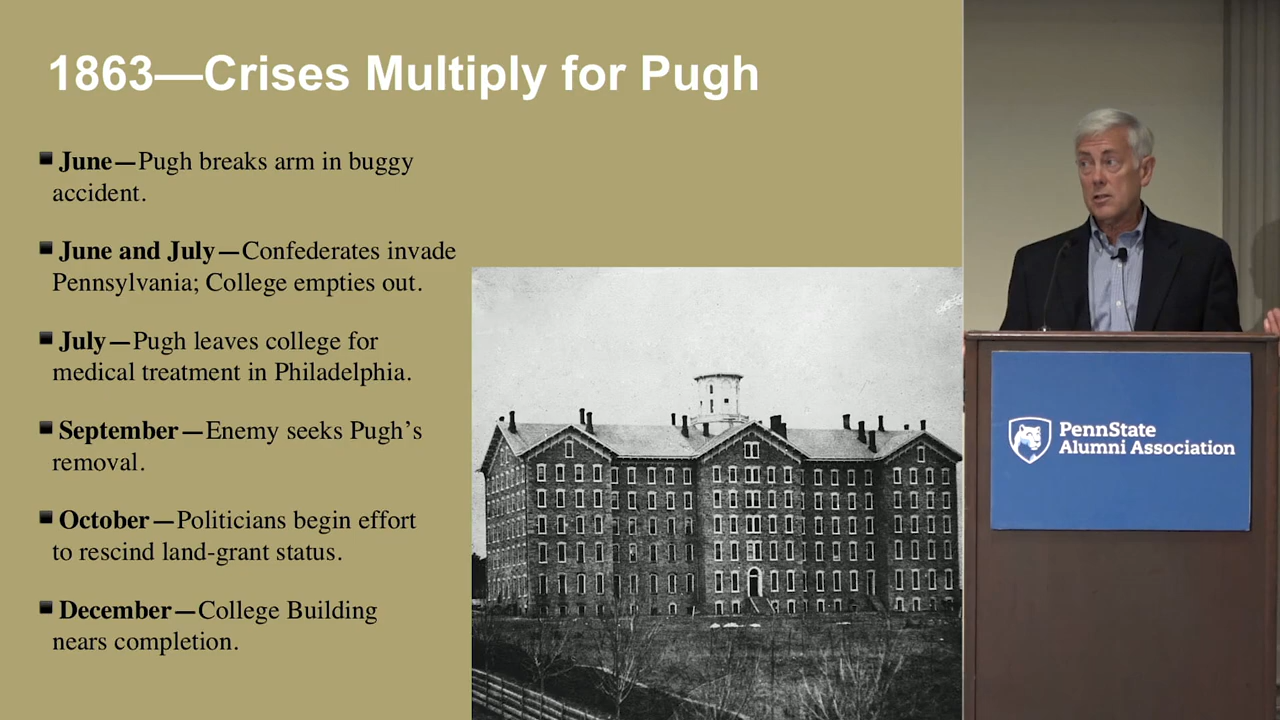 1863—Crises Multiply for Pugh
June—Pugh breaks arm in buggy
accident.
June and July—Confederates invade
Pennsylvania; College empties out.
July—Pugh leaves college for
medical treatment in Philadelphia.
September—Enemy seeks Pugh’s
removal.
October—Politicians begin effort
to rescind land-grant status.
December—College Building
nears completion.
PennState
Alumni Association